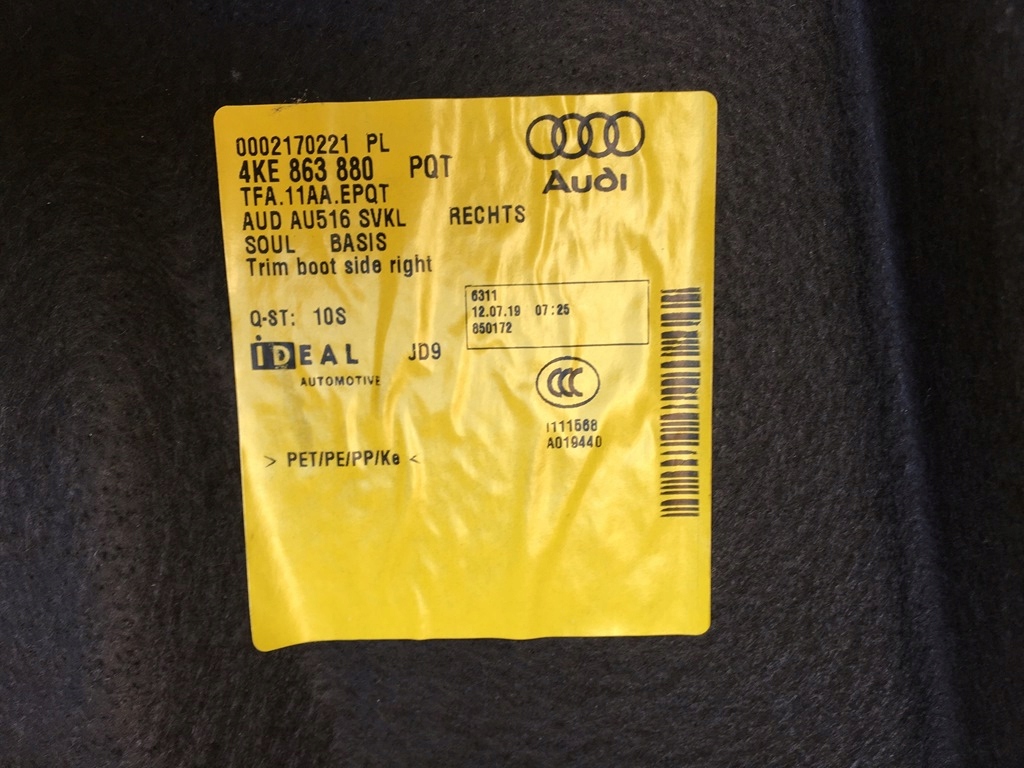 0002170221 PL
4KE 863 880 PQT
TFA.11AA.EPQT
AUD AU516 SVKL RECHTS
SOUL BASIS
Trim boot side right
Audi
6311
12.07.19 07:25
850172
Q-ST: 10S
IDEAL JD9
AUTOMOTIVE
CCC
I111568
A019440
> PET/PE/PP/Ke <